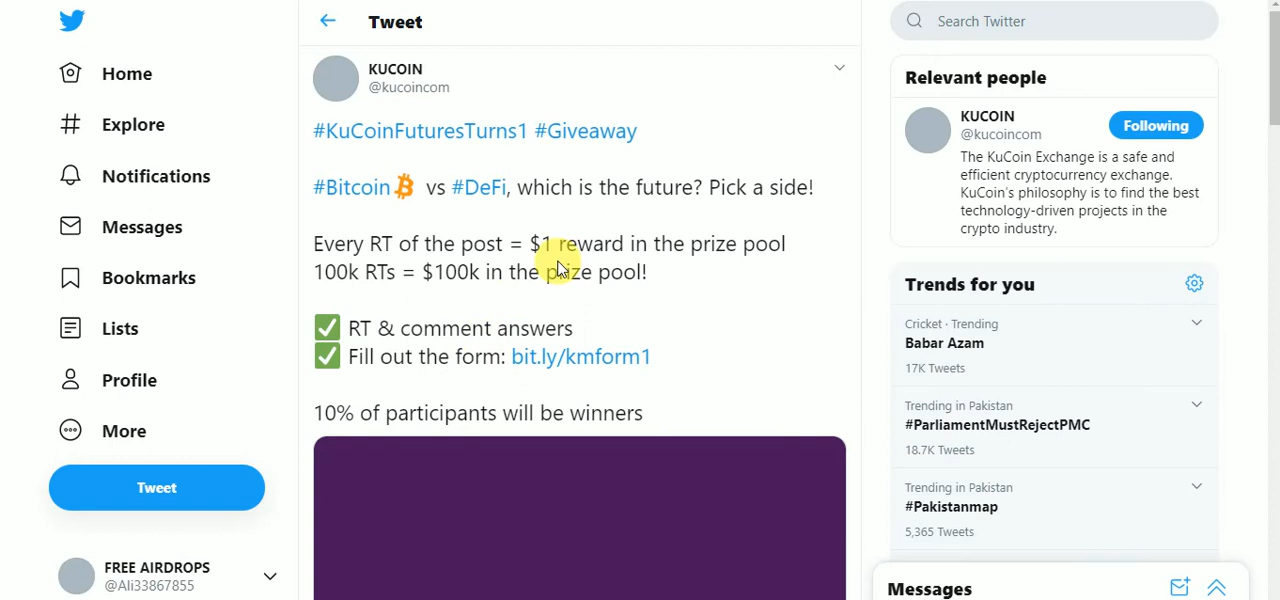 Home
Explore
Notifications
Messages
Bookmarks
Lists
Profile
More
Tweet
FREE AIRDROPS
@Ali33867855
Tweet
KUCOIN
@kucoincom
#KuCoinFuturesTurns1 #Giveaway
#Bitcoin vs #DeFi, which is the future? Pick a side!
Every RT of the post = $1 reward in the prize pool
100k RTs = $100k in the prize pool!
✅ RT & comment answers
✅ Fill out the form: bit.ly/kmform1
10% of participants will be winners
Search Twitter
Relevant people
KUCOIN
@kucoincom
Following
The KuCoin Exchange is a safe and
efficient cryptocurrency exchange.
KuCoin's philosophy is to find the best
technology-driven projects in the
crypto industry.
Trends for you
Cricket · Trending
Babar Azam
17K Tweets
Trending in Pakistan
#ParliamentMustRejectPMC
18.7K Tweets
Trending in Pakistan
#Pakistanmap
5,365 Tweets
Messages